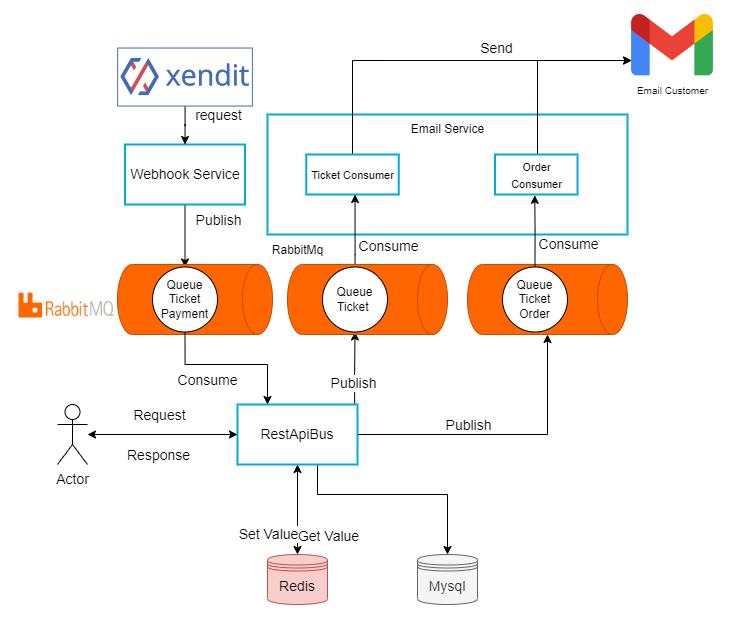 Send
xendit
Email Customer
request
Email Service
Webhook Service
Ticket Consumer
Order
Consumer
Publish
RabbitMq
Consume
Consume
RabbitMQ
Queue
Ticket
Payment
Queue
Ticket
Queue
Ticket
Order
Consume
Publish
Request
RestApiBus
Publish
Response
Actor
Set Value
Get Value
Redis
Mysql